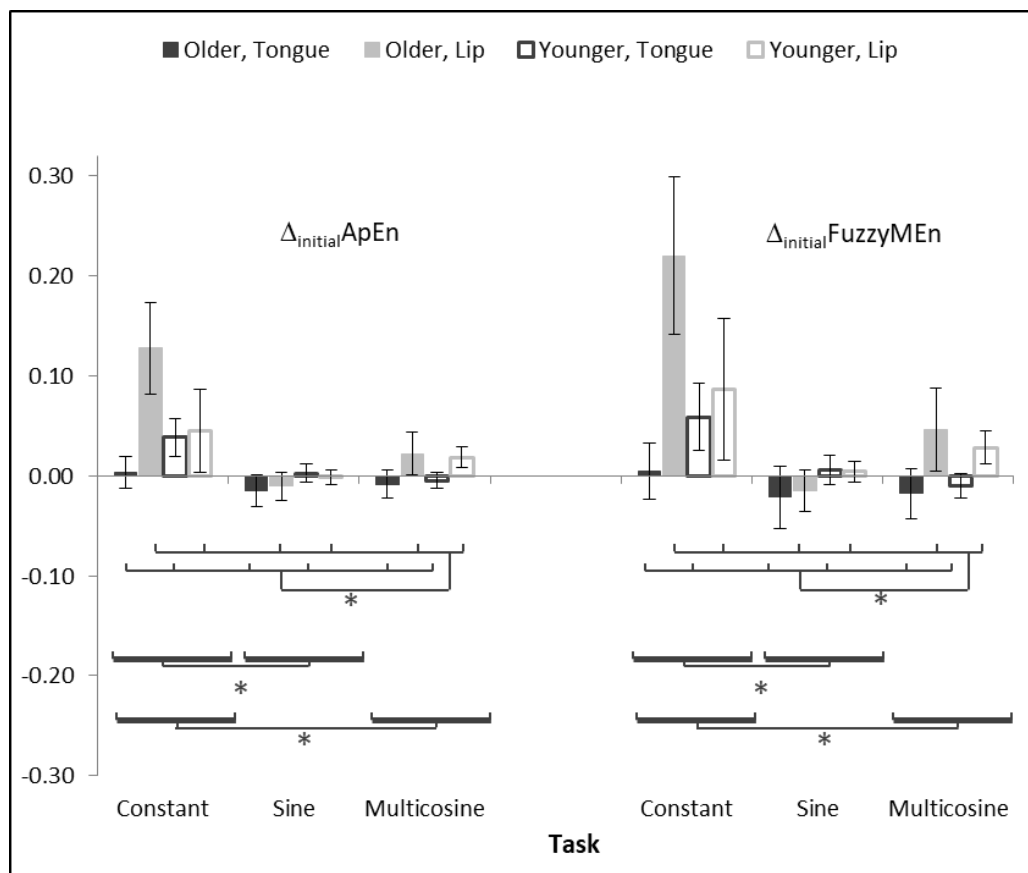 Older, Tongue Older, Lip Younger, Tongue Younger, Lip
0.30
0.20
0.10
0.00
-0.10
-0.20
-0.30
ΔinitialApEn
ΔinitialFuzzyMEn
*
*
*
*
*
*
Constant Sine Multicosine Constant Sine Multicosine
Task